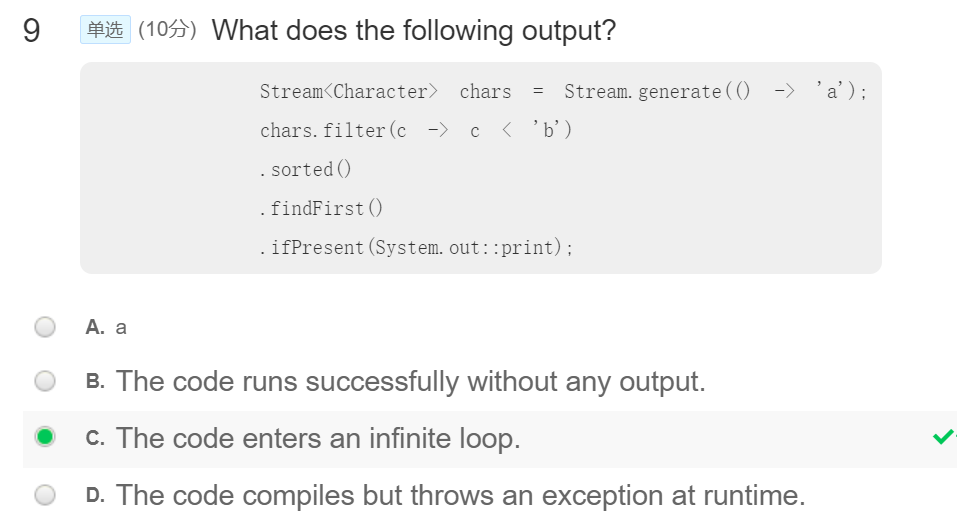 9 单选 (10分) What does the following output?
Stream<Character> chars = Stream.generate(() -> 'a');
chars.filter(c -> c < 'b')
.sorted()
.findFirst()
.ifPresent(System.out::print);
A. a
B. The code runs successfully without any output.
C. The code enters an infinite loop.
D. The code compiles but throws an exception at runtime.